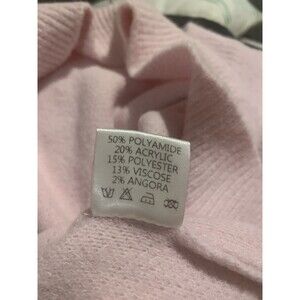 50% POLYAMIDE
20% ACRYLIC
15% POLYESTER
13% VISCOSE
2% ANGORA